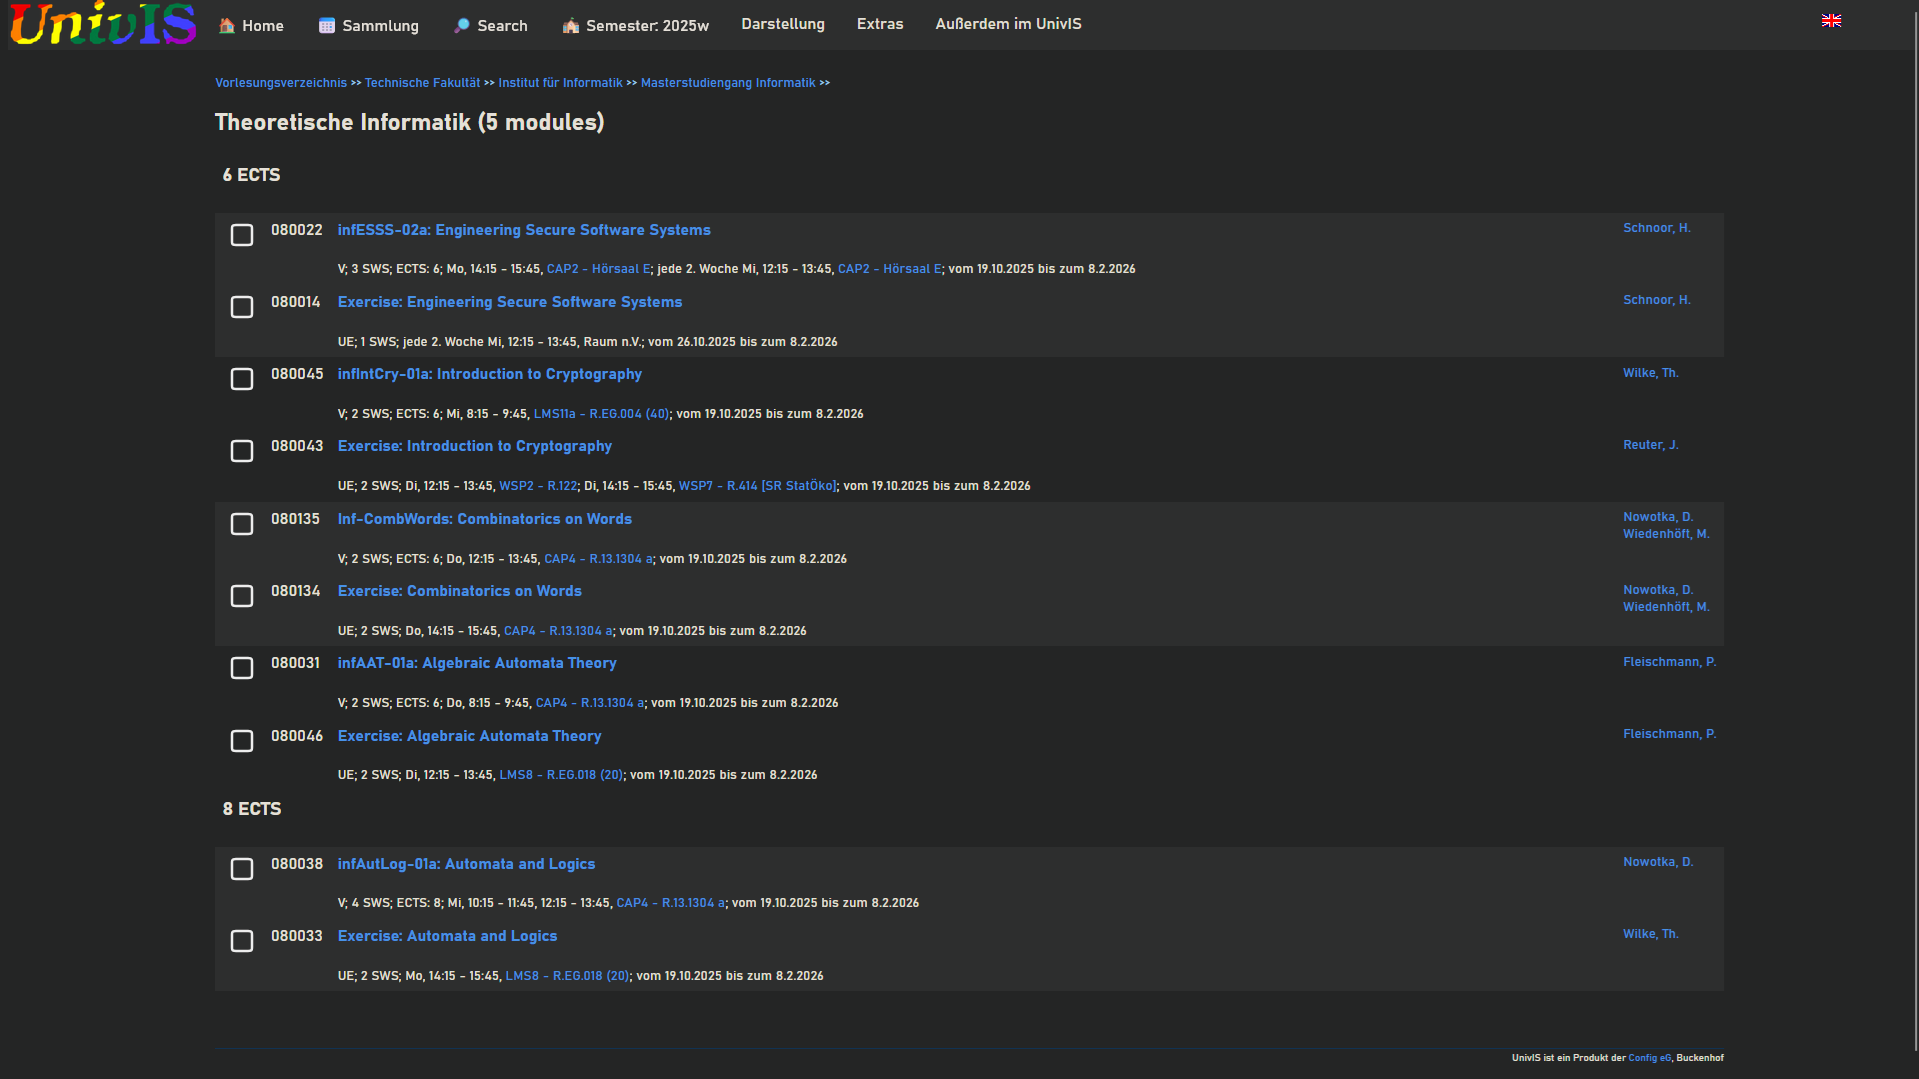 UnivIS
Home Sammlung Search Semester: 2025w Darstellung Extras Außerdem im UnivIS
Vorlesungsverzeichnis >> Technische Fakultät >> Institut für Informatik >> Masterstudiengang Informatik >>
Theoretische Informatik (5 modules)
6 ECTS
080022 infESSS-02a: Engineering Secure Software Systems Schnoor, H.
V; 3 SWS; ECTS: 6; Mo, 14:15 - 15:45, CAP2 - Hörsaal E; jede 2. Woche Mi, 12:15 - 13:45, CAP2 - Hörsaal E; vom 19.10.2025 bis zum 8.2.2026
080014 Exercise: Engineering Secure Software Systems Schnoor, H.
UE; 1 SWS; jede 2. Woche Mi, 12:15 - 13:45, Raum n.V.; vom 26.10.2025 bis zum 8.2.2026
080045 infIntCry-01a: Introduction to Cryptography Wilke, Th.
V; 2 SWS; ECTS: 6; Mi, 8:15 - 9:45, LMS11a - R.EG.004 (40); vom 19.10.2025 bis zum 8.2.2026
080043 Exercise: Introduction to Cryptography Reuter, J.
UE; 2 SWS; Di, 12:15 - 13:45, WSP2 - R.122; Di, 14:15 - 15:45, WSP7 - R.414 [SR StatÖko]; vom 19.10.2025 bis zum 8.2.2026
080135 Inf-CombWords: Combinatorics on Words Nowotka, D.
Wiedenhöft, M.
V; 2 SWS; ECTS: 6; Do, 12:15 - 13:45, CAP4 - R.13.1304 a; vom 19.10.2025 bis zum 8.2.2026
080134 Exercise: Combinatorics on Words Nowotka, D.
Wiedenhöft, M.
UE; 2 SWS; Do, 14:15 - 15:45, CAP4 - R.13.1304 a; vom 19.10.2025 bis zum 8.2.2026
080031 infAAT-01a: Algebraic Automata Theory Fleischmann, P.
V; 2 SWS; ECTS: 6; Do, 8:15 - 9:45, CAP4 - R.13.1304 a; vom 19.10.2025 bis zum 8.2.2026
080046 Exercise: Algebraic Automata Theory Fleischmann, P.
UE; 2 SWS; Di, 12:15 - 13:45, LMS8 - R.EG.018 (20); vom 19.10.2025 bis zum 8.2.2026
8 ECTS
080038 infAutLog-01a: Automata and Logics Nowotka, D.
V; 4 SWS; ECTS: 8; Mi, 10:15 - 11:45, 12:15 - 13:45, CAP4 - R.13.1304 a; vom 19.10.2025 bis zum 8.2.2026
080033 Exercise: Automata and Logics Wilke, Th.
UE; 2 SWS; Mo, 14:15 - 15:45, LMS8 - R.EG.018 (20); vom 19.10.2025 bis zum 8.2.2026
UnivIS ist ein Produkt der Config eG, Buckenhof